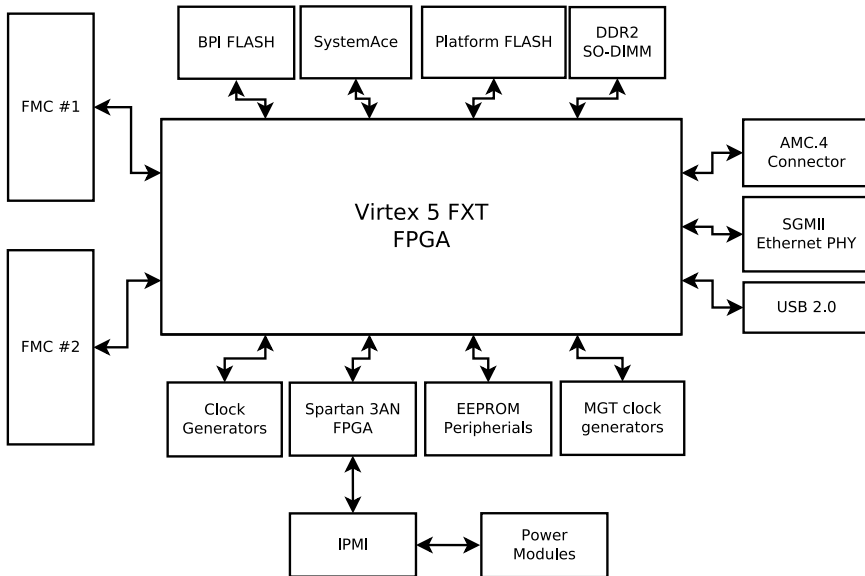 BPI FLASH
SystemAce
Platform FLASH
DDR2
SO-DIMM
FMC #1
AMC.4
Connector
Virtex 5 FXT
FPGA
SGMII
Ethernet PHY
USB 2.0
FMC #2
Clock
Generators
Spartan 3AN
FPGA
EEPROM
Peripherials
MGT clock
generators
IPMI
Power
Modules